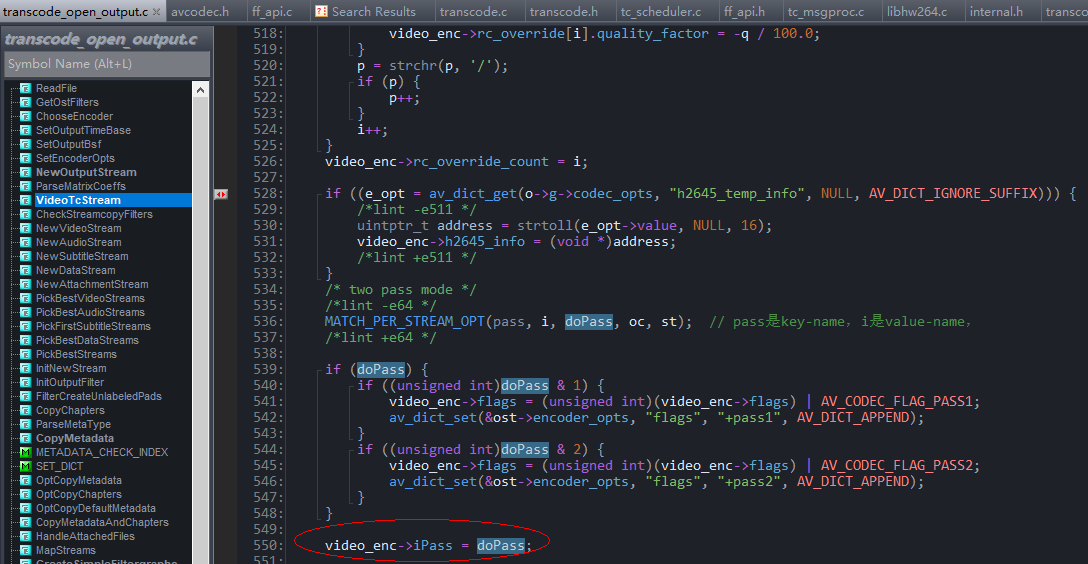 transcode_open_output.c × avcodec.h ff_api.c Search Results transcode.c transcode.h tc_scheduler.c ff_api.h tc_msgproc.c libhw264.c internal.h
transcode_open_output.c
Symbol Name (Alt+L)
ReadFile
GetOstFilters
ChooseEncoder
SetOutputTimeBase
SetOutputBsf
SetEncoderOpts
NewOutputStream
ParseMatrixCoeffs
VideoTcStream
CheckStreamcopyFilters
NewVideoStream
NewAudioStream
NewSubtitleStream
NewDataStream
NewAttachmentStream
PickBestVideoStreams
PickBestAudioStreams
PickFirstSubtitleStreams
PickBestDataStreams
PickBestStreams
InitNewStream
InitOutputFilter
FilterCreateUnlabeledPads
CopyChapters
ParseMetaType
CopyMetadata
METADATA_CHECK_INDEX
SET_DICT
OptCopyMetadata
OptCopyChapters
OptCopyDefaultMetadata
CopyMetadataAndChapters
HandleAttachedFiles
MapStreams
CreateSimpleFiltergraphs
518: video_enc->rc_override[i].quality_factor = -q / 100.0;
519: }
520: p = strchr(p, '/');
521: if (p) {
522: p++;
523: }
524: i++;
525: }
526: video_enc->rc_override_count = i;
527:
528: if ((e_opt = av_dict_get(o->g->codec_opts, "h2645_temp_info", NULL, AV_DICT_IGNORE_SUFFIX))) {
529: /*lint -e511 */
530: uintptr_t address = strtoll(e_opt->value, NULL, 16);
531: video_enc->h2645_info = (void *)address;
532: /*lint +e511 */
533: }
534: /* two pass mode */
535: /*lint -e64 */
536: MATCH_PER_STREAM_OPT(pass, i, doPass, oc, st); // pass是key-name，i是value-name，
537: /*lint +e64 */
538:
539: if (doPass) {
540: if ((unsigned int)doPass & 1) {
541: video_enc->flags = (unsigned int)(video_enc->flags) | AV_CODEC_FLAG_PASS1;
542: av_dict_set(&ost->encoder_opts, "flags", "+pass1", AV_DICT_APPEND);
543: }
544: if ((unsigned int)doPass & 2) {
545: video_enc->flags = (unsigned int)(video_enc->flags) | AV_CODEC_FLAG_PASS2;
546: av_dict_set(&ost->encoder_opts, "flags", "+pass2", AV_DICT_APPEND);
547: }
548: }
549:
550: video_enc->iPass = doPass;
551: